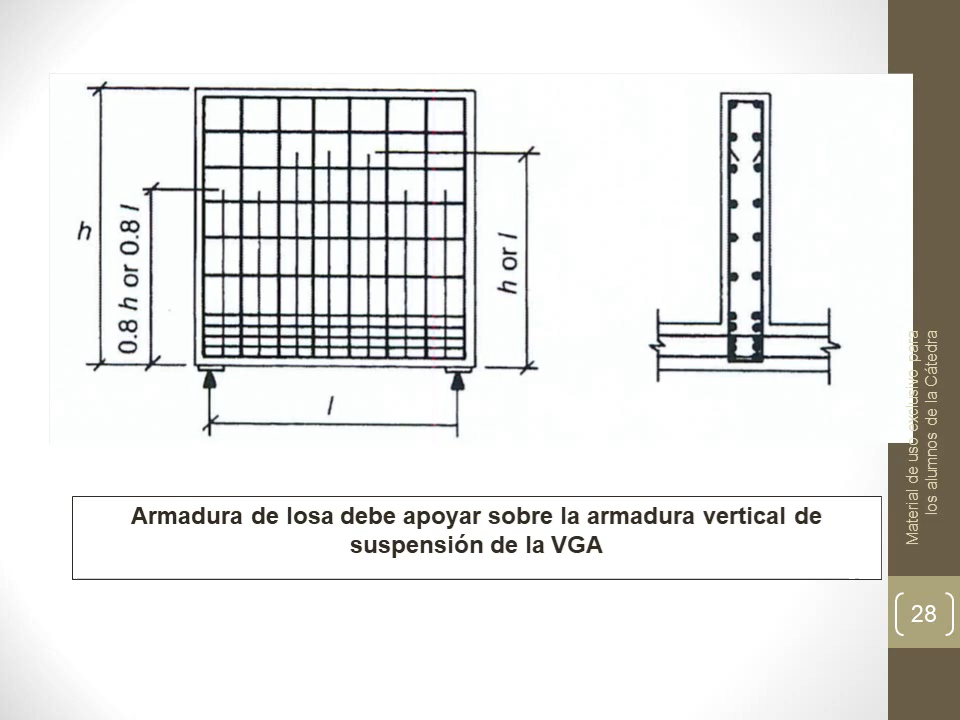 h
0.8 h or 0.8 l
h or l
l
Armadura de losa debe apoyar sobre la armadura vertical de
suspensión de la VGA
Material de uso exclusivo para
los alumnos de la Cátedra
28